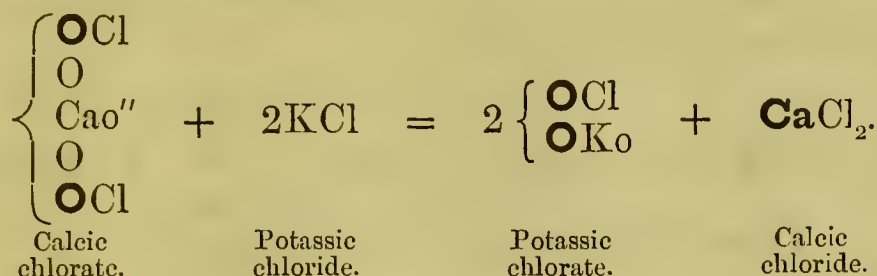 OCl
O
Cao″ + 2KCl = 2 { OCl
OKo + CaCl₂.
O
OCl
Calcic chlorate. Potassic chloride. Potassic chlorate. Calcic chloride.